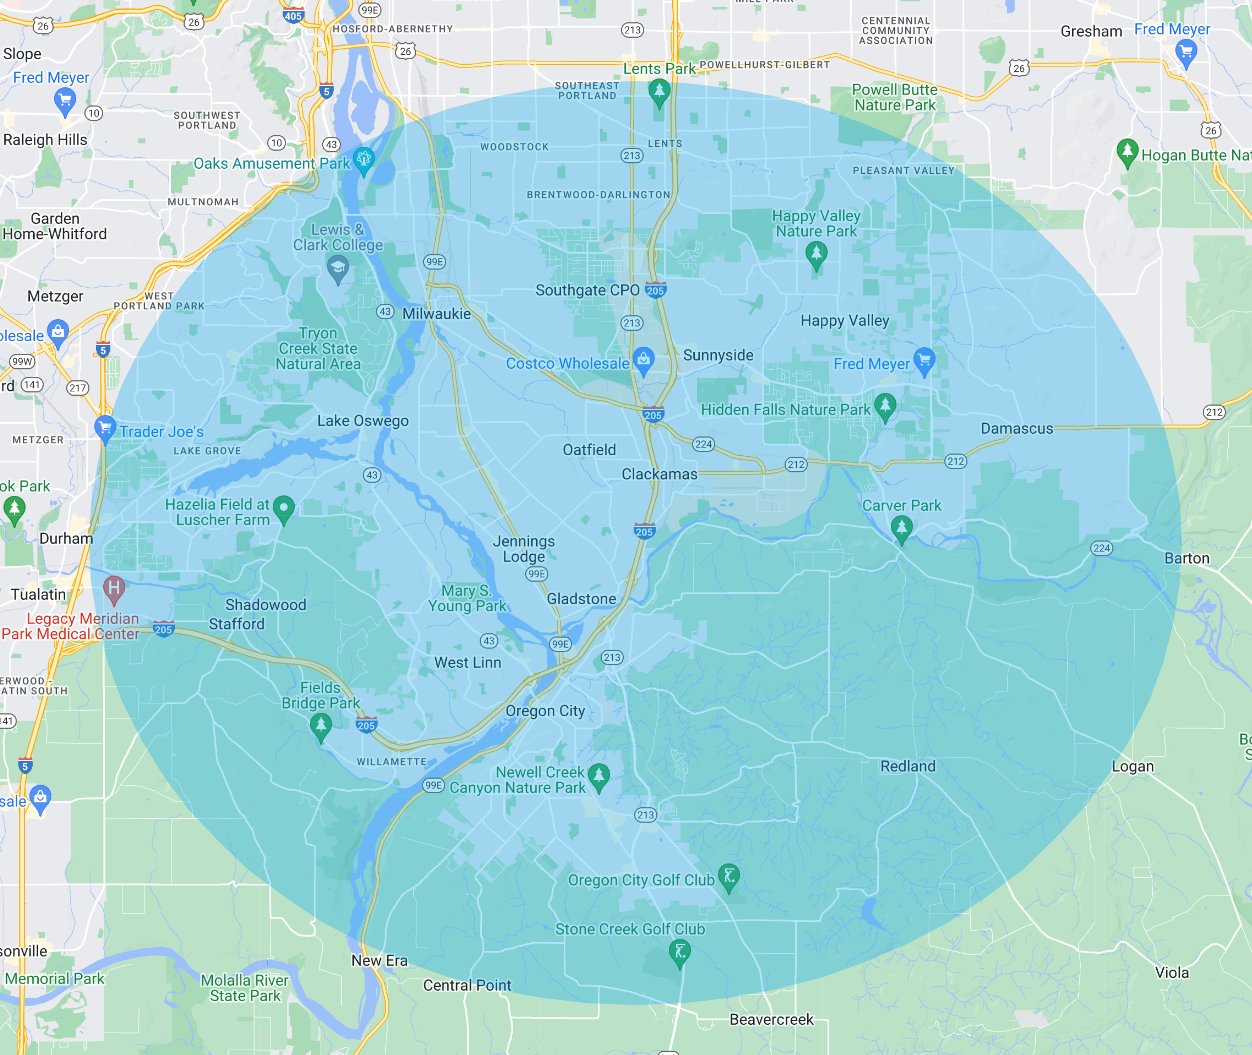 MILL PARK
26
26
405
99E
HOSFORD-ABERNETHY
26
213
CENTENNIAL
COMMUNITY
ASSOCIATION
Gresham
Fred Meyer
Slope
Fred Meyer
5
Lents Park
POWELLHURST-GILBERT
26
SOUTHEAST
PORTLAND
Powell Butte
Nature Park
10
SOUTHWEST
PORTLAND
26
Raleigh Hills
10
43
WOODSTOCK
LENTS
213
Oaks Amusement Park
Hogan Butte Nat
PLEASANT VALLEY
BRENTWOOD-DARLINGTON
MULTNOMAH
Garden
Home-Whitford
Lewis &
Clark College
Happy Valley
Nature Park
99E
Metzger
WEST
PORTLAND PARK
Southgate CPO
205
43
Milwaukie
213
Happy Valley
olesale
5
Tryon
Creek State
Natural Area
99W
Costco Wholesale
Sunnyside
Fred Meyer
rd
141
217
205
Hidden Falls Nature Park
212
Lake Oswego
Trader Joe's
METZGER
LAKE GROVE
Damascus
224
Oatfield
212
212
43
Clackamas
ok Park
Hazelia Field at
Luscher Farm
Carver Park
205
Durham
Jennings
Lodge
224
Barton
99E
Tualatin
Mary S.
Young Park
Gladstone
Shadowood
Legacy Meridian
Park Medical Center
Stafford
205
43
99E
213
West Linn
ERWOOD -
ATIN SOUTH
Fields
Bridge Park
Oregon City
141
205
5
WILLAMETTE
Redland
Logan
99E
Newell Creek
Canyon Nature Park
sale
213
Oregon City Golf Club
Stone Creek Golf Club
sonville
New Era
Memorial Park
Molalla River
State Park
Central Point
Viola
Beavercreek